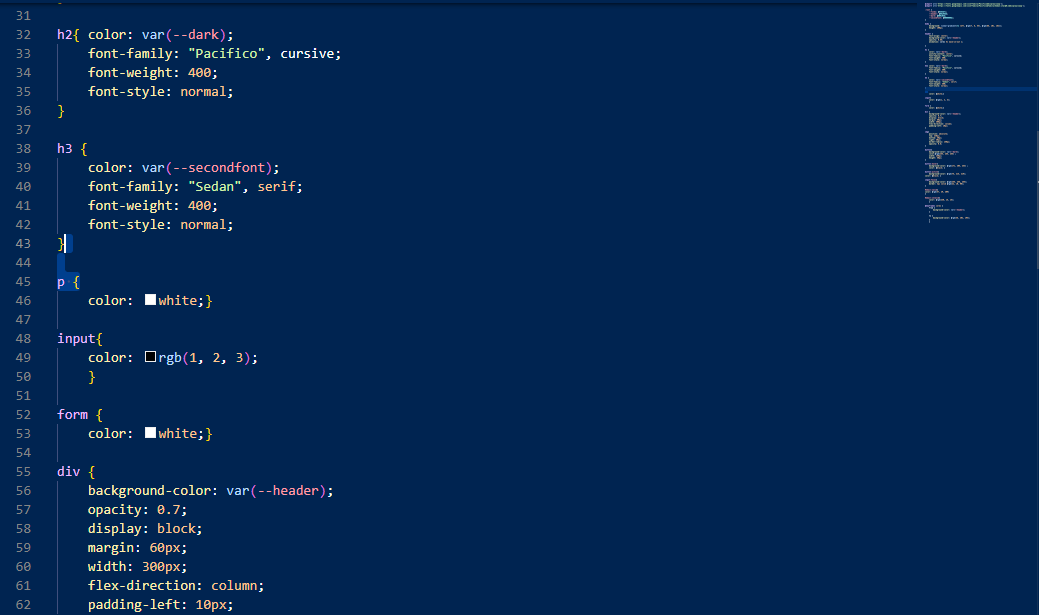 31
32 h2{ color: var(--dark);
33 font-family: "Pacifico", cursive;
34 font-weight: 400;
35 font-style: normal;
36 }
37
38 h3 {
39 color: var(--secondfont);
40 font-family: "Sedan", serif;
41 font-weight: 400;
42 font-style: normal;
43 }
44
45 p {
46 color: white;}
47
48 input{
49 color: rgb(1, 2, 3);
50 }
51
52 form {
53 color: white;}
54
55 div {
56 background-color: var(--header);
57 opacity: 0.7;
58 display: block;
59 margin: 60px;
60 width: 300px;
61 flex-direction: column;
62 padding-left: 10px;